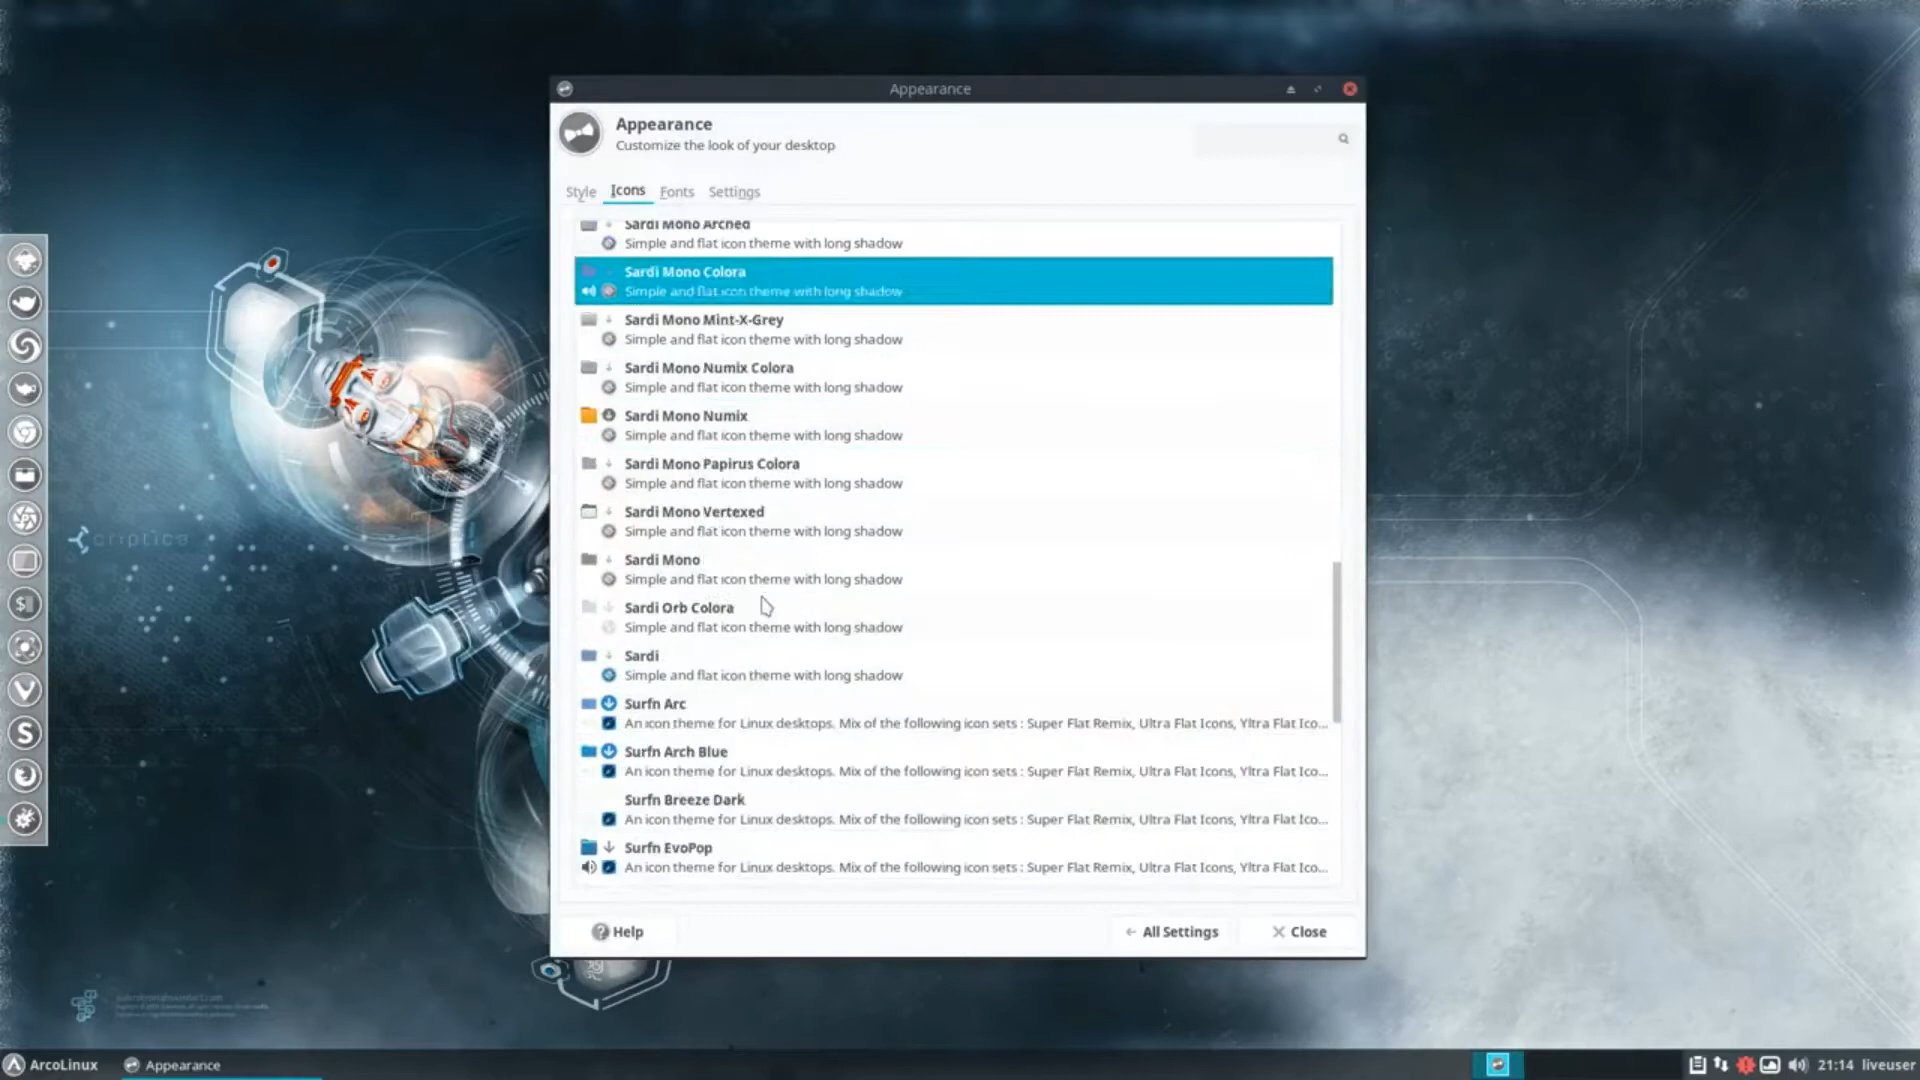 Appearance
Appearance
Customize the look of your desktop
Style Icons Fonts Settings
Sardi Mono Arched
Simple and flat icon theme with long shadow
Sardi Mono Colora
Simple and flat icon theme with long shadow
Sardi Mono Mint-X-Grey
Simple and flat icon theme with long shadow
Sardi Mono Numix Colora
Simple and flat icon theme with long shadow
Sardi Mono Numix
Simple and flat icon theme with long shadow
Sardi Mono Papirus Colora
Simple and flat icon theme with long shadow
Sardi Mono Vertexed
Simple and flat icon theme with long shadow
Sardi Mono
Simple and flat icon theme with long shadow
Sardi Orb Colora
Simple and flat icon theme with long shadow
Sardi
Simple and flat icon theme with long shadow
Surfn Arc
An icon theme for Linux desktops. Mix of the following icon sets : Super Flat Remix, Ultra Flat Icons, Yltra Flat Ico...
Surfn Arch Blue
An icon theme for Linux desktops. Mix of the following icon sets : Super Flat Remix, Ultra Flat Icons, Yltra Flat Ico...
Surfn Breeze Dark
An icon theme for Linux desktops. Mix of the following icon sets : Super Flat Remix, Ultra Flat Icons, Yltra Flat Ico...
Surfn EvoPop
An icon theme for Linux desktops. Mix of the following icon sets : Super Flat Remix, Ultra Flat Icons, Yltra Flat Ico...
Help
All Settings
Close
criptica
ArcoLinux
Appearance
21:14 liveuser